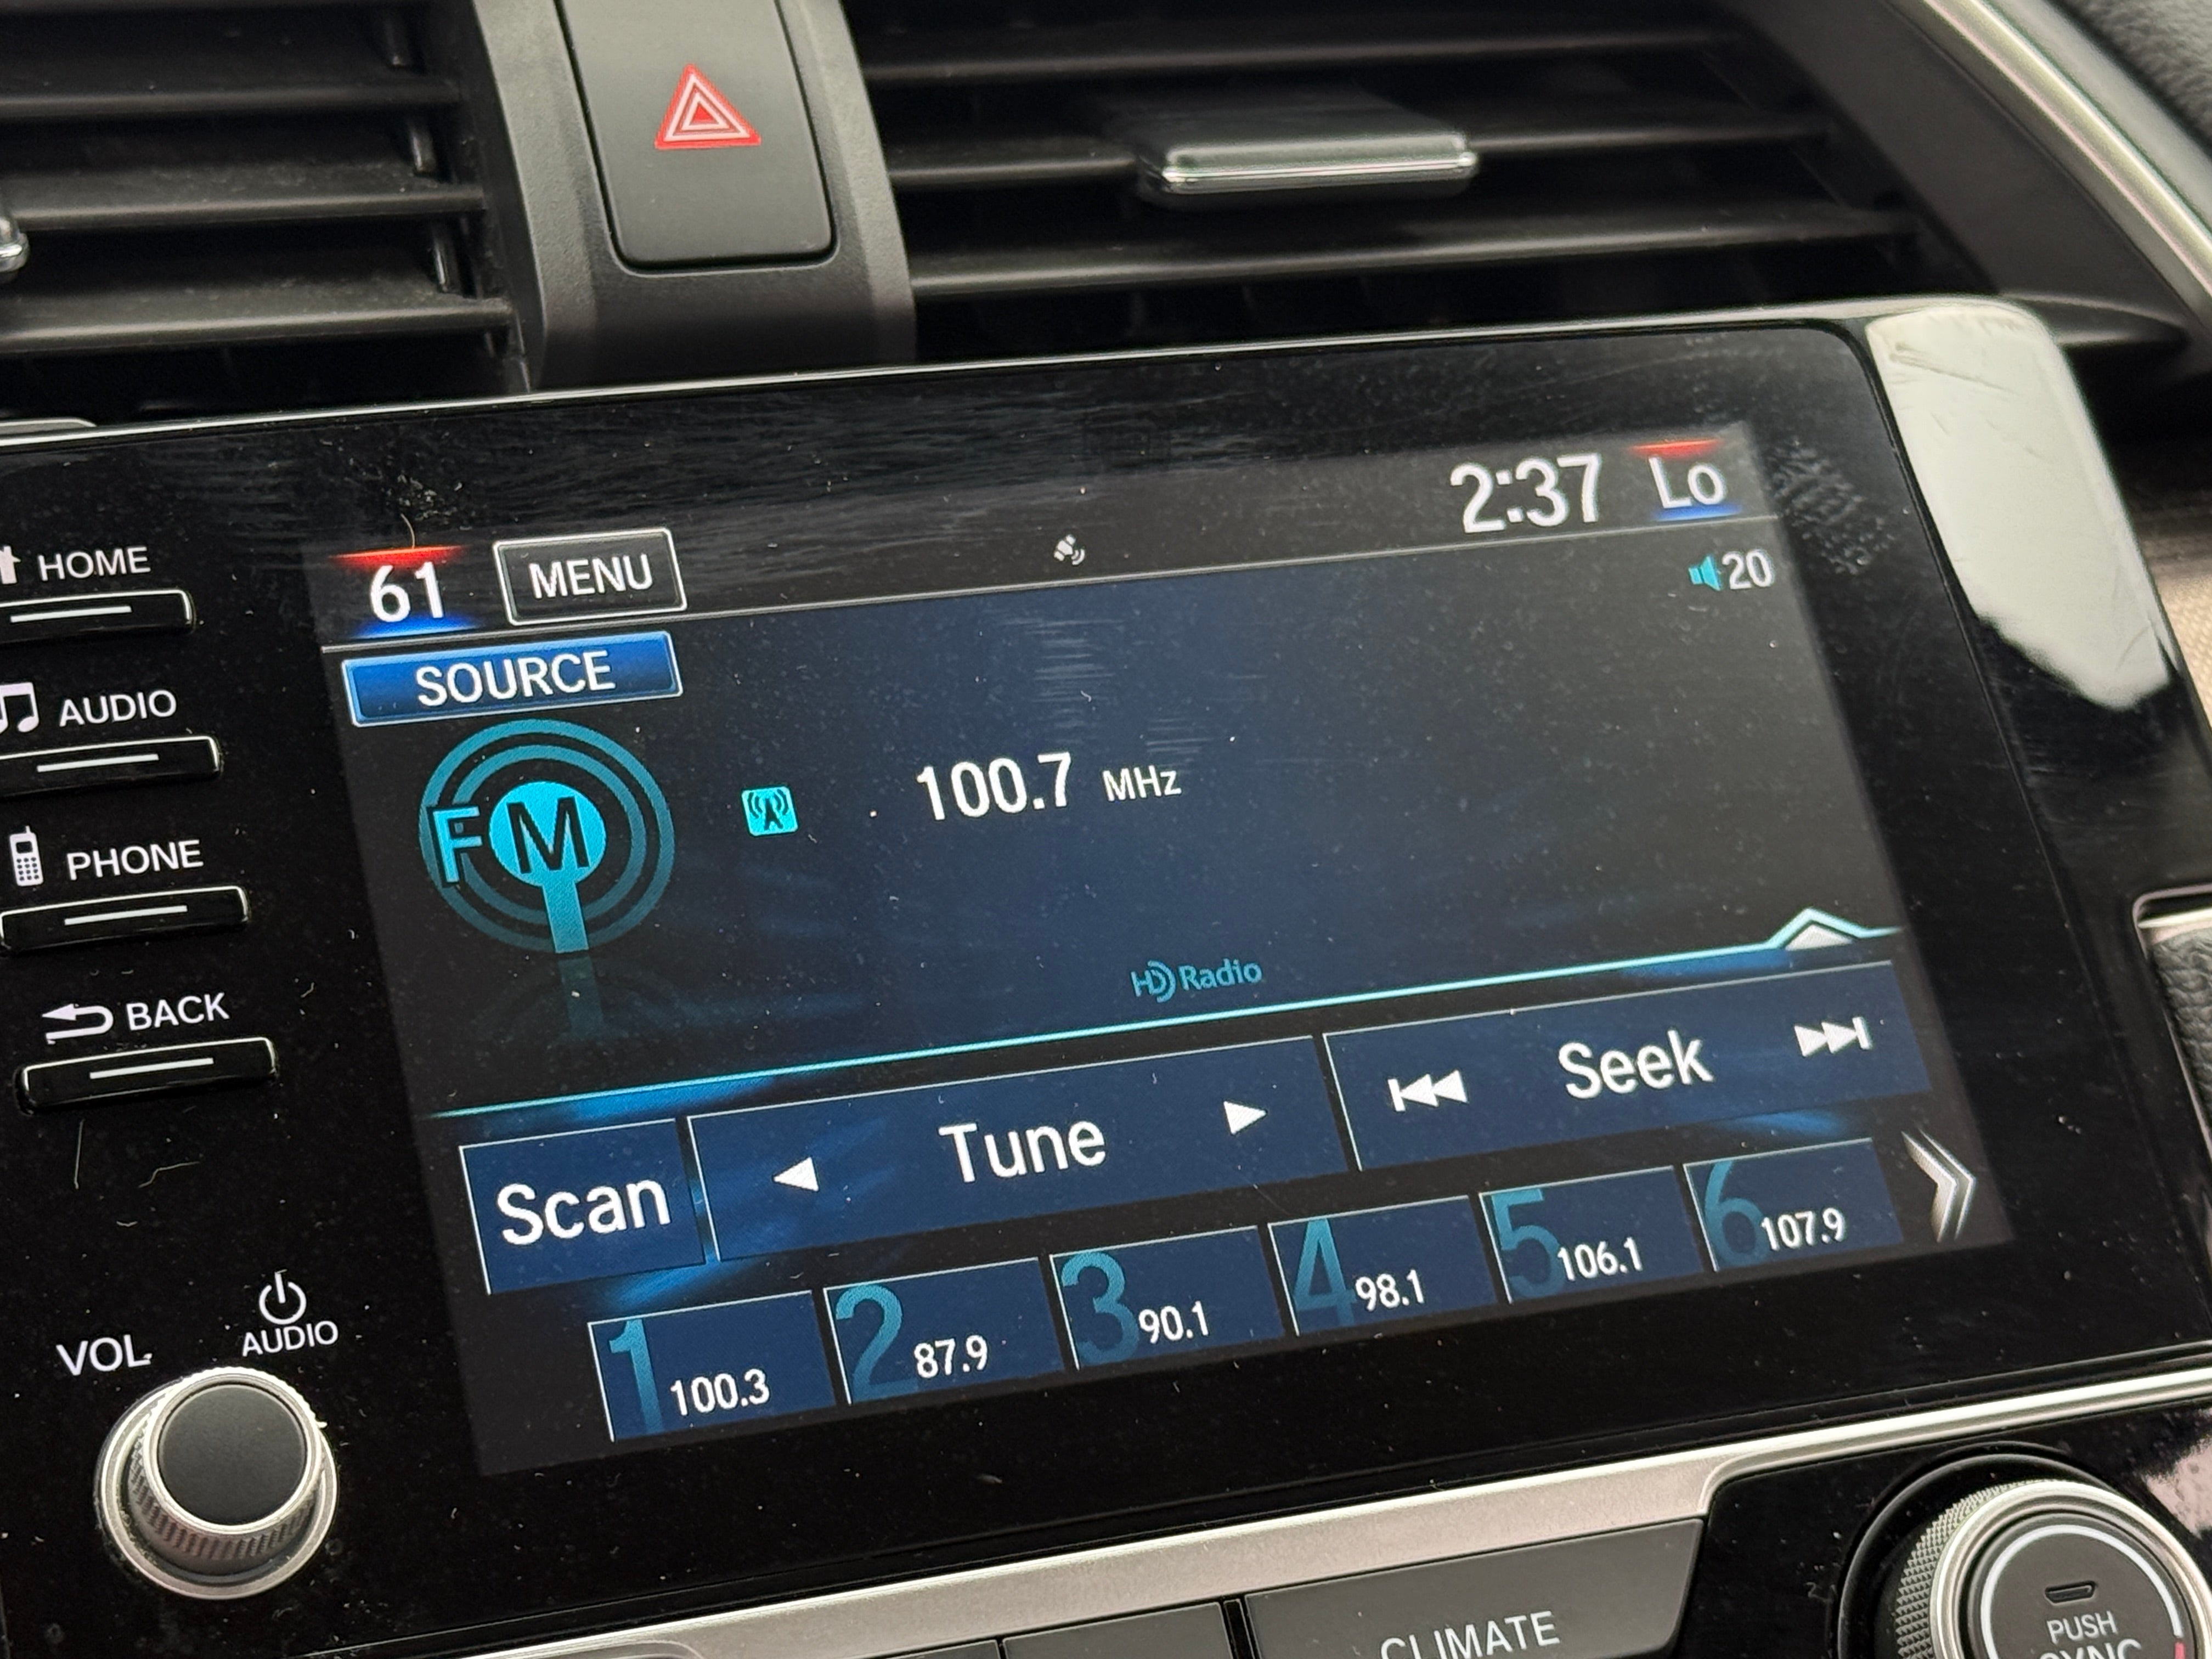 2:37 Lo
61 MENU
20
HOME
SOURCE
AUDIO
FM
100.7 MHz
PHONE
HD Radio
BACK
Scan
Tune
Seek
1 100.3
2 87.9
3 90.1
4 98.1
5 106.1
6 107.9
VOL
AUDIO
CLIMATE
PUSH
SYNC